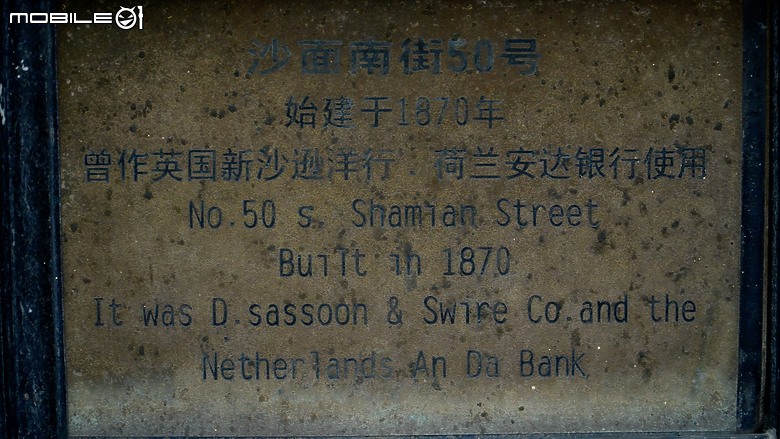 MOBILE01
沙面南街50号
始建于1870年
曾作英国新沙逊洋行．荷兰安达银行使用
No.50 s. Shamian Street
Built in 1870
It was D.sassoon & Swire Co.and the
Netherlands An Da Bank